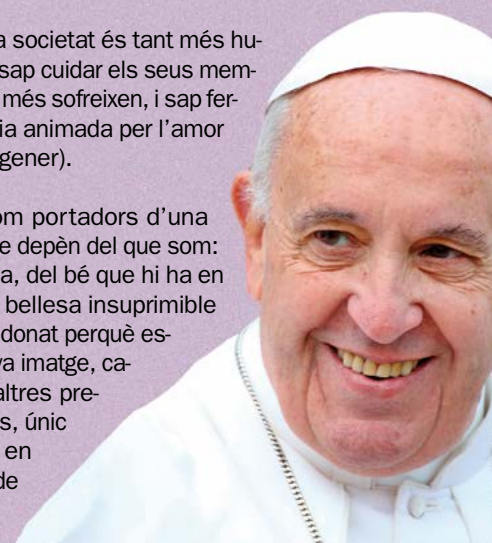 a societat és tant més hu-
sap cuidar els seus mem-
més sofreixen, i sap fer-
ia animada per l’amor
gener).
om portadors d’una
e depèn del que som:
a, del bé que hi ha en
bellesa insuprimible
donat perquè es-
va imatge, ca-
altres pre-
s, únic
en
de